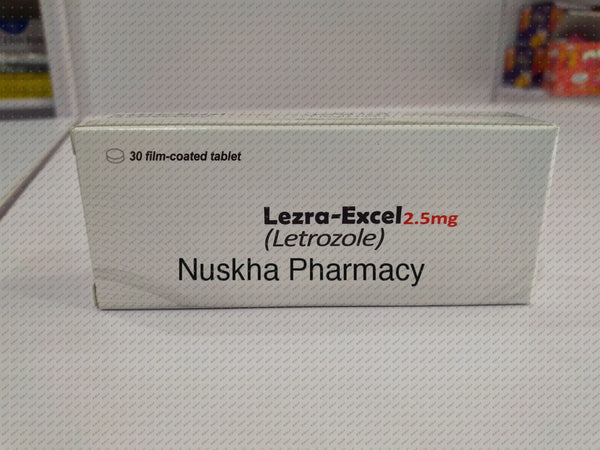 30 film-coated tablet
Lezra-Excel 2.5mg
(Letrozole)
Nuskha Pharmacy